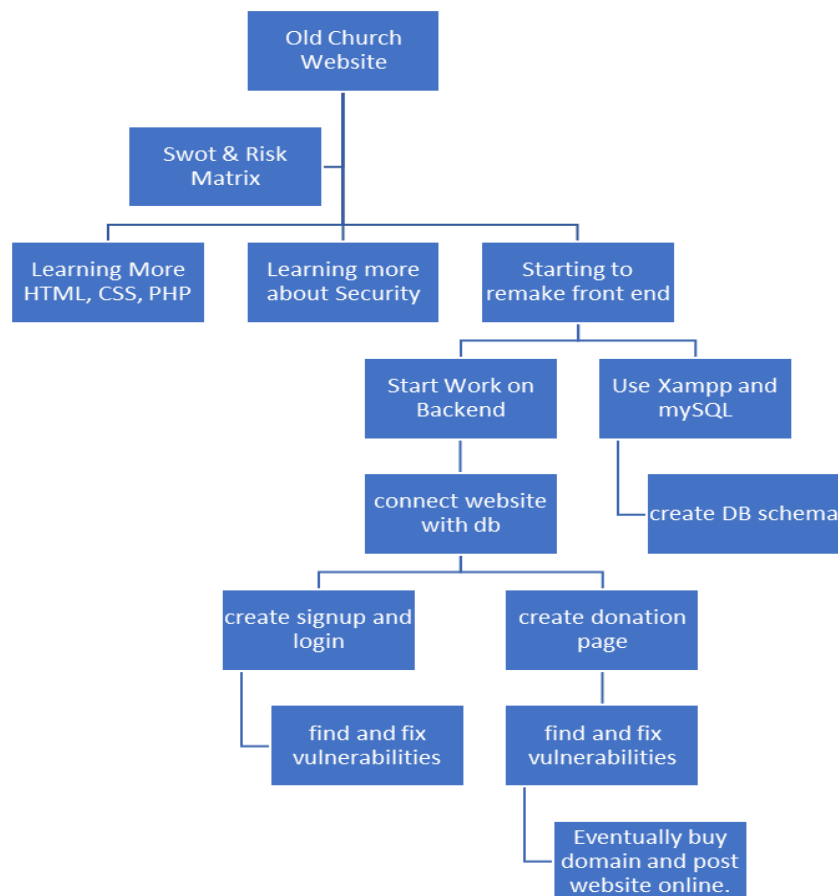 Old Church
Website
Swot & Risk
Matrix
Learning More
HTML, CSS, PHP
Learning more
about Security
Starting to
remake front end
Start Work on
Backend
Use Xampp and
mySQL
connect website
with db
create DB schema
create signup and
login
create donation
page
find and fix
vulnerabilities
find and fix
vulnerabilities
Eventually buy
domain and post
website online.